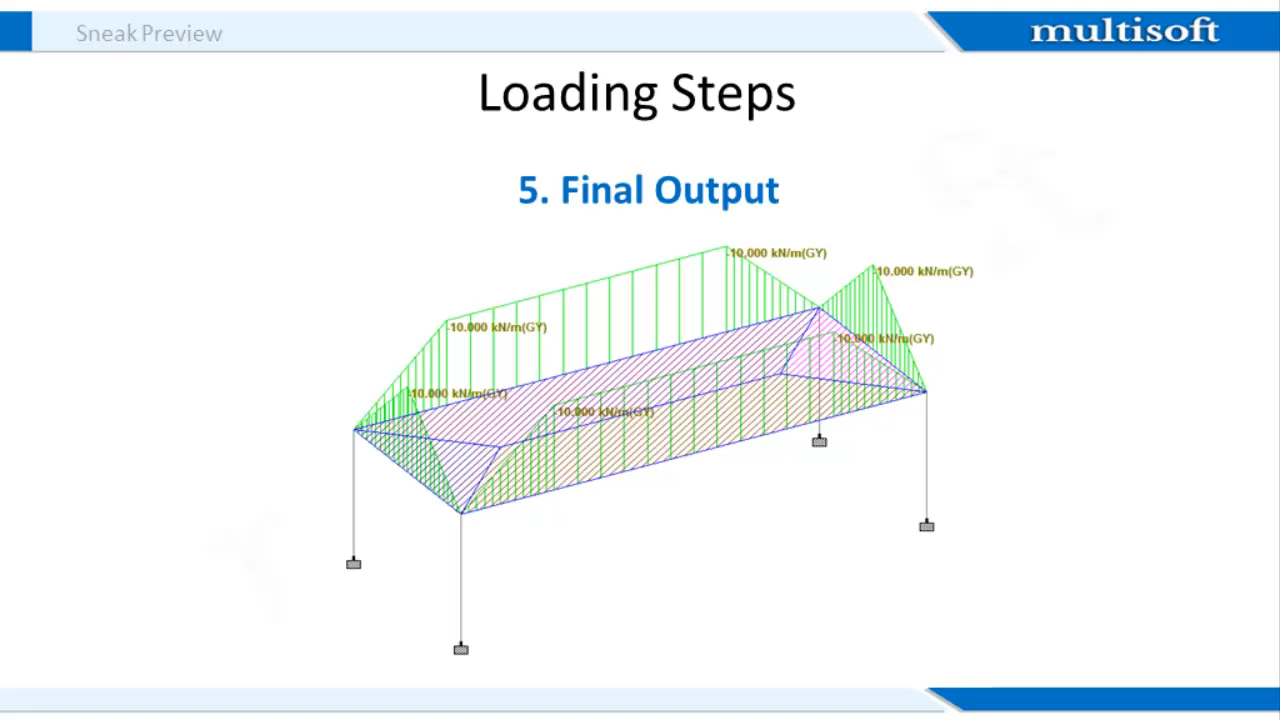 Sneak Preview
multisoft
Loading Steps
5. Final Output
-10.000 kN/m(GY)
-10.000 kN/m(GY)
-10.000 kN/m(GY)
-10.000 kN/m(GY)
-10.000 kN/m(GY)
-10.000 kN/m(GY)